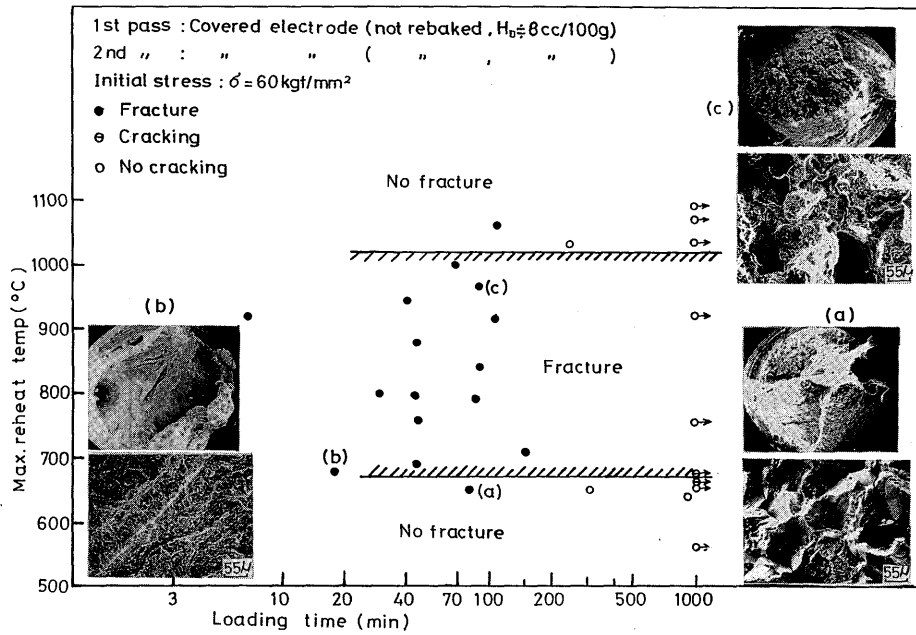 1st pass : Covered electrode (not rebaked, H_D≑8cc/100g)
2nd 〃 : 〃 〃 ( 〃 , 〃 )
Initial stress : σ=60kgf/mm²
● Fracture
⊖ Cracking
○ No cracking
(c)
No fracture
55μ
(c)
(b)
(a)
Fracture
(b)
(a)
No fracture
55μ
55μ
Max. reheat temp (°C)
1100
1000
900
800
700
600
500
3
10
20
40
70
100
200
500
1000
Loading time (min)